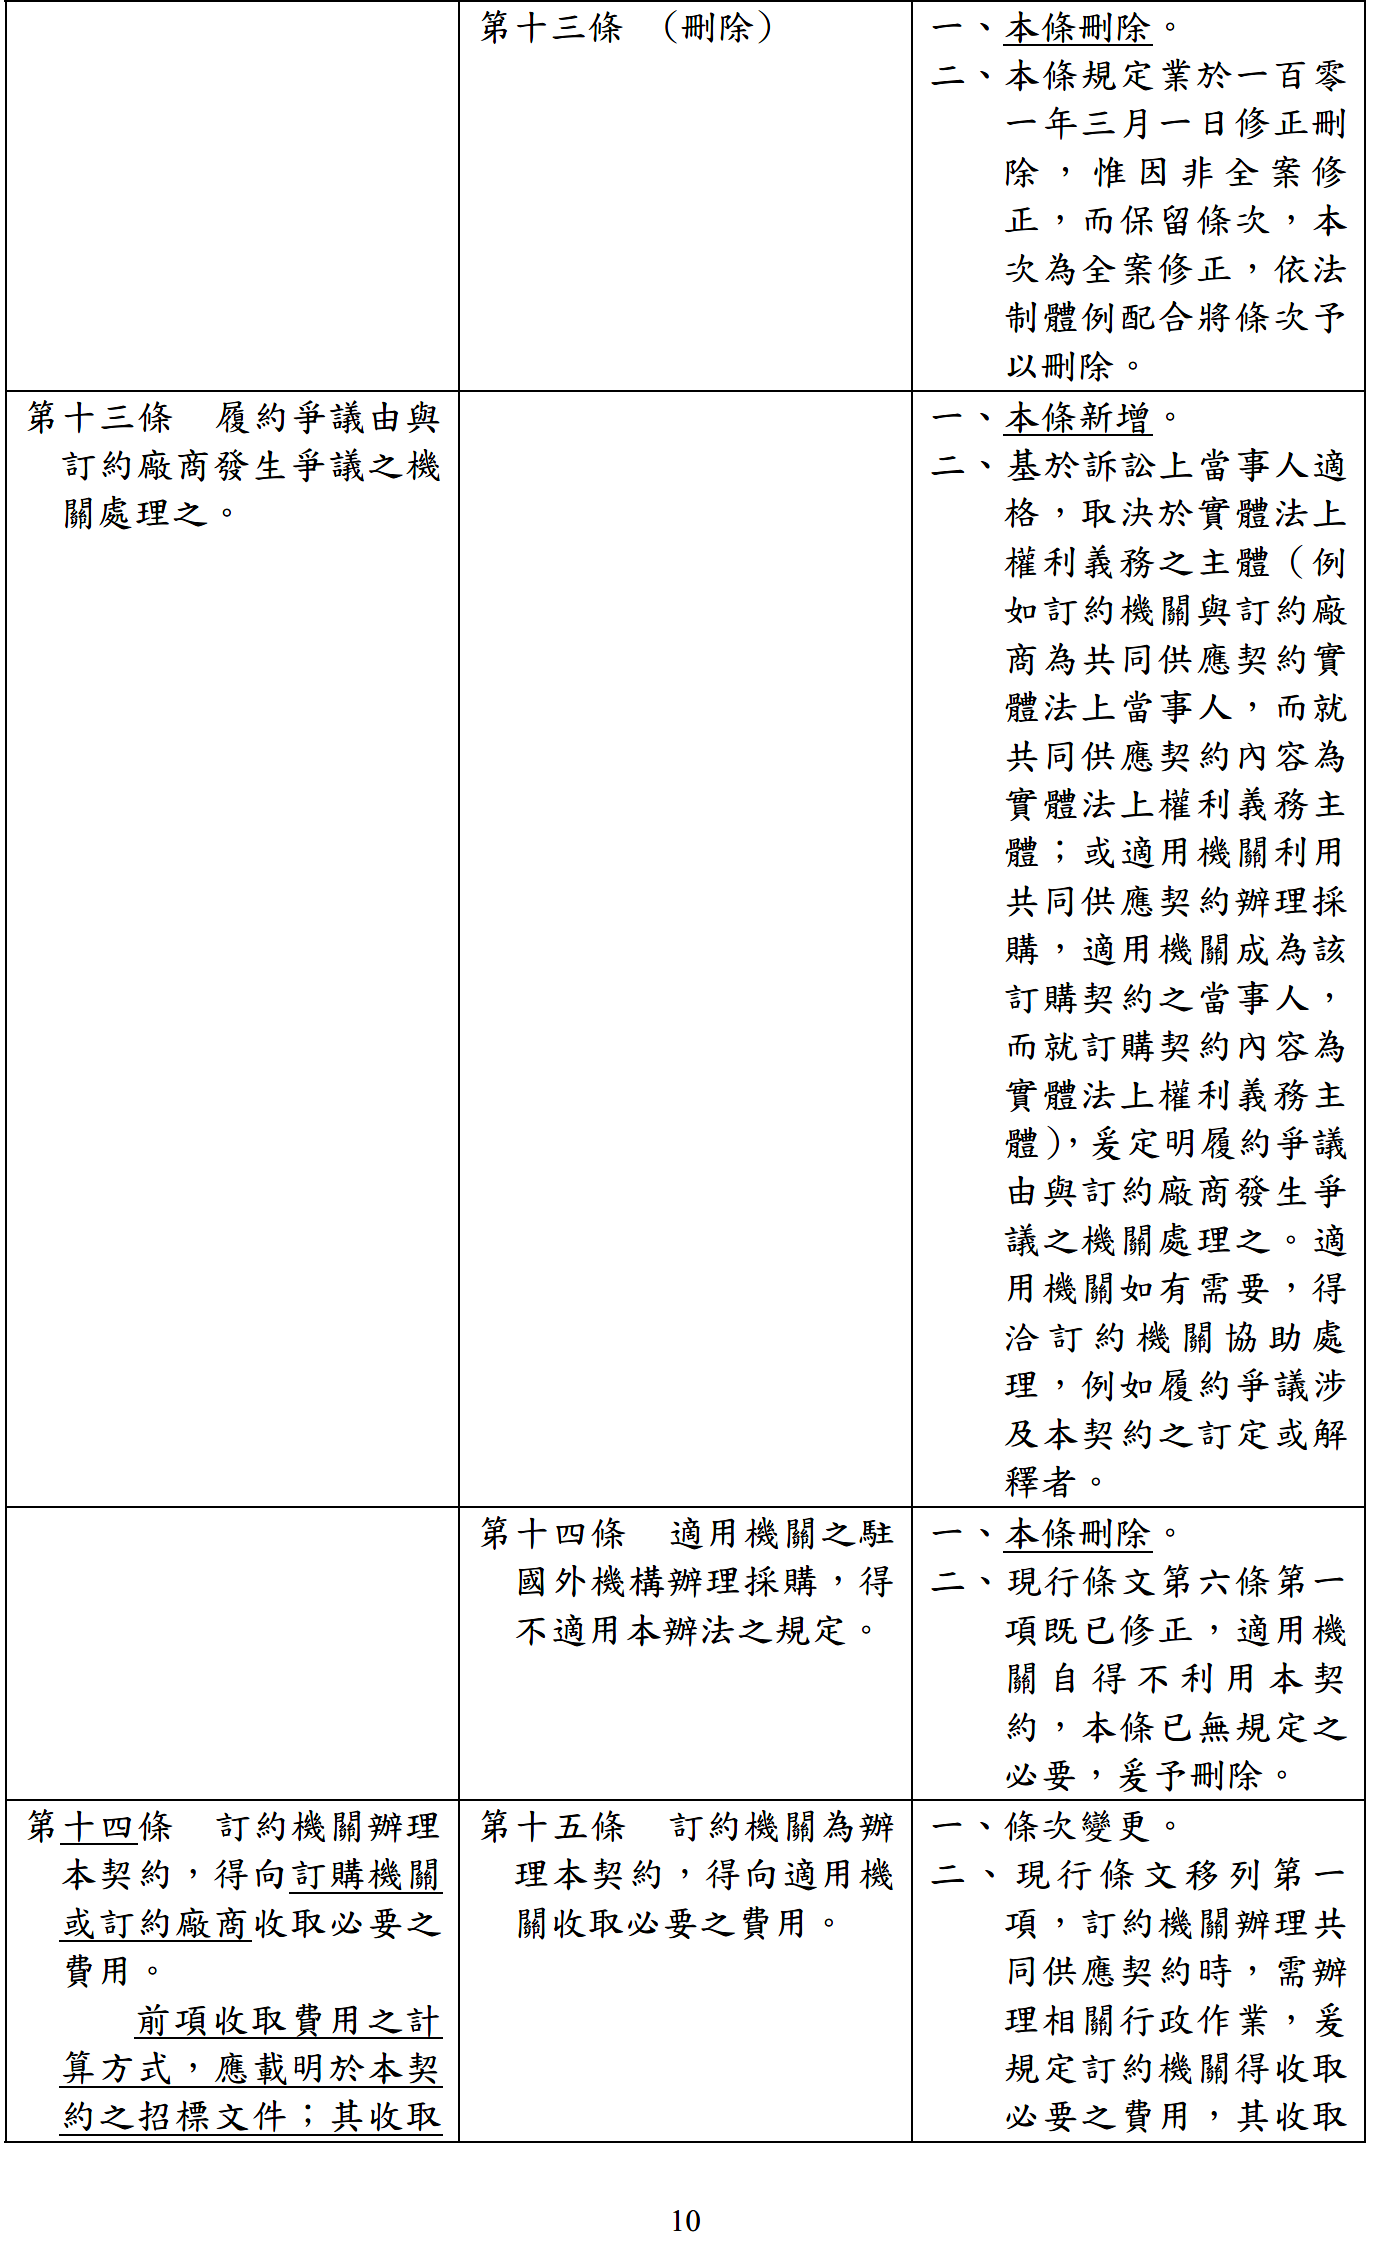 第十三條　（刪除）
一、本條刪除。
二、本條規定業於一百零
一年三月一日修正刪
除，惟因非全案修
正，而保留條次，本
次為全案修正，依法
制體例配合將條次予
以刪除。
第十三條　履約爭議由與
訂約廠商發生爭議之機
關處理之。
一、本條新增。
二、基於訴訟上當事人適
格，取決於實體法上
權利義務之主體（例
如訂約機關與訂約廠
商為共同供應契約實
體法上當事人，而就
共同供應契約內容為
實體法上權利義務主
體；或適用機關利用
共同供應契約辦理採
購，適用機關成為該
訂購契約之當事人，
而就訂購契約內容為
實體法上權利義務主
體），爰定明履約爭議
由與訂約廠商發生爭
議之機關處理之。適
用機關如有需要，得
洽訂約機關協助處
理，例如履約爭議涉
及本契約之訂定或解
釋者。
第十四條　適用機關之駐
國外機構辦理採購，得
不適用本辦法之規定。
一、本條刪除。
二、現行條文第六條第一
項既已修正，適用機
關自得不利用本契
約，本條已無規定之
必要，爰予刪除。
第十四條　訂約機關辦理
本契約，得向訂購機關
或訂約廠商收取必要之
費用。
前項收取費用之計
算方式，應載明於本契
約之招標文件；其收取
第十五條　訂約機關為辦
理本契約，得向適用機
關收取必要之費用。
一、條次變更。
二、現行條文移列第一
項，訂約機關辦理共
同供應契約時，需辦
理相關行政作業，爰
規定訂約機關得收取
必要之費用，其收取
10